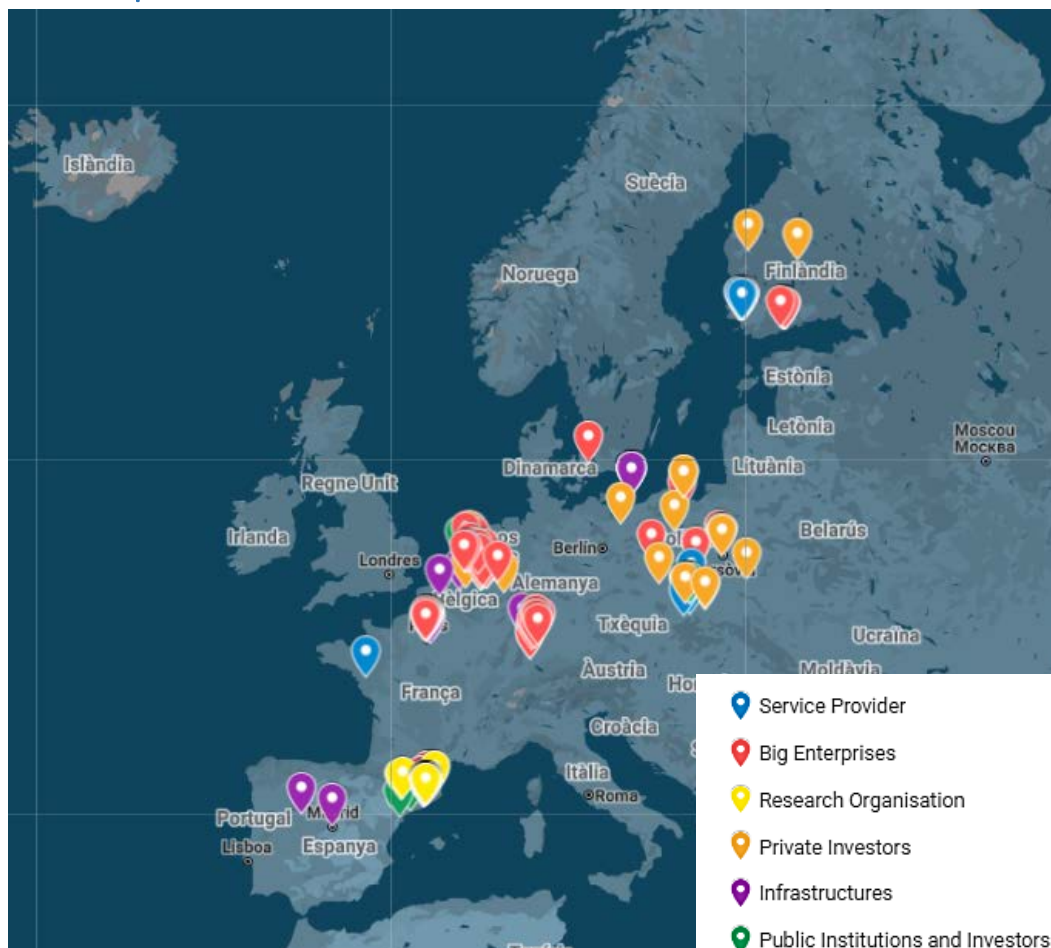 Islàndia
Suècia
Noruega
Finlàndia
Estònia
Letònia
Moscou
Москва
Dinamarca
Lituània
Regne Unit
Irlanda
Belarús
Londres
Berlín
Alemanya
Txèquia
Ucraïna
Àustria
Moldàvia
França
Croàcia
Itàlia
Roma
Portugal
Lisboa
Espanya
Service Provider
Big Enterprises
Research Organisation
Private Investors
Infrastructures
Public Institutions and Investors